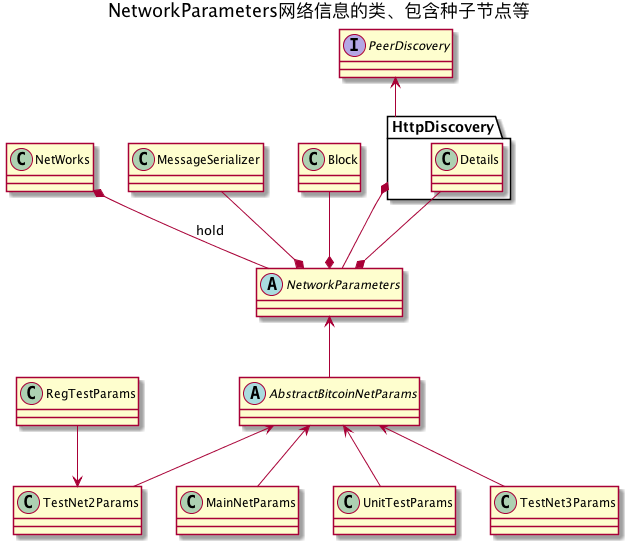 NetworkParameters网络信息的类、包含种子节点等
I PeerDiscovery
HttpDiscovery
C NetWorks
C MessageSerializer
C Block
C Details
hold
A NetworkParameters
C RegTestParams
A AbstractBitcoinNetParams
C TestNet2Params
C MainNetParams
C UnitTestParams
C TestNet3Params